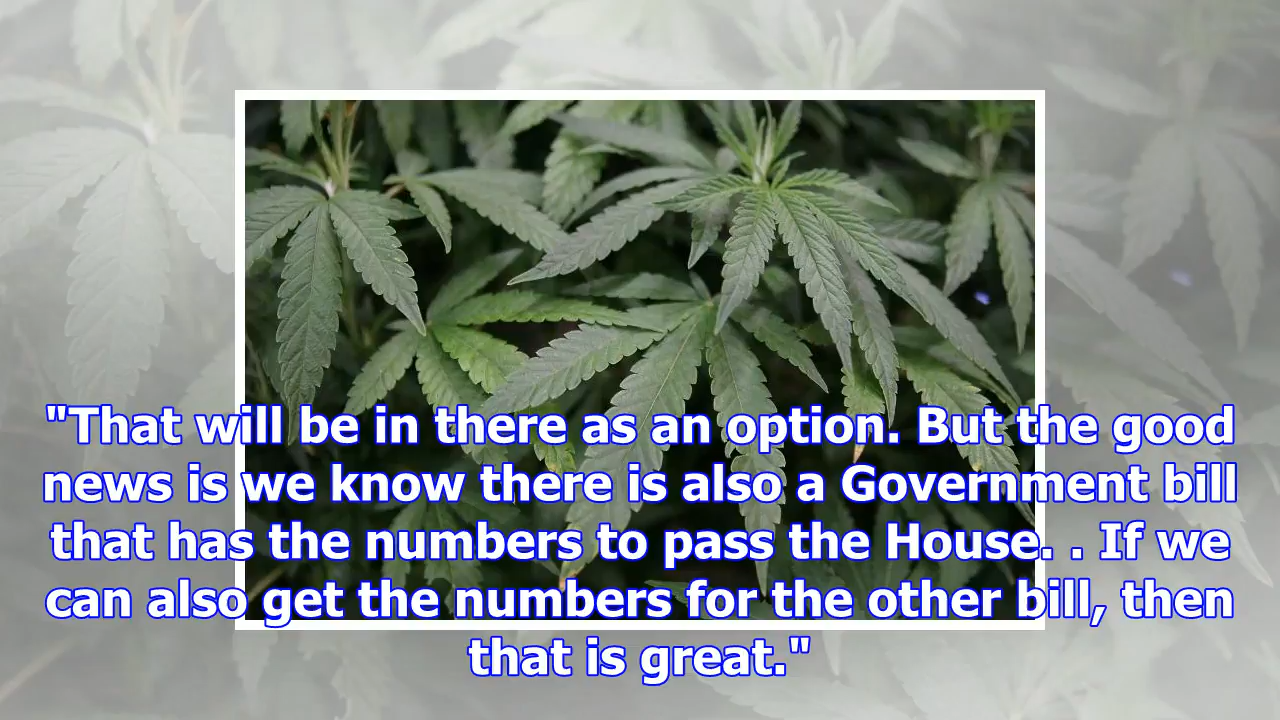 "That will be in there as an option. But the good
news is we know there is also a Government bill
that has the numbers to pass the House. . If we
can also get the numbers for the other bill, then
that is great."